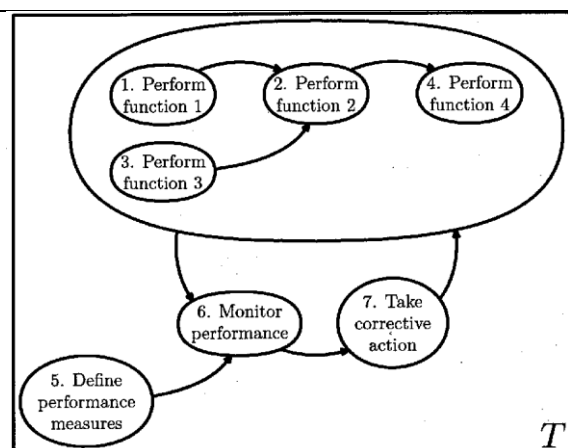 1. Perform
function 1
2. Perform
function 2
4. Perform
function 4
3. Perform
function 3
6. Monitor
performance
7. Take
corrective
action
5. Define
performance
measures
T